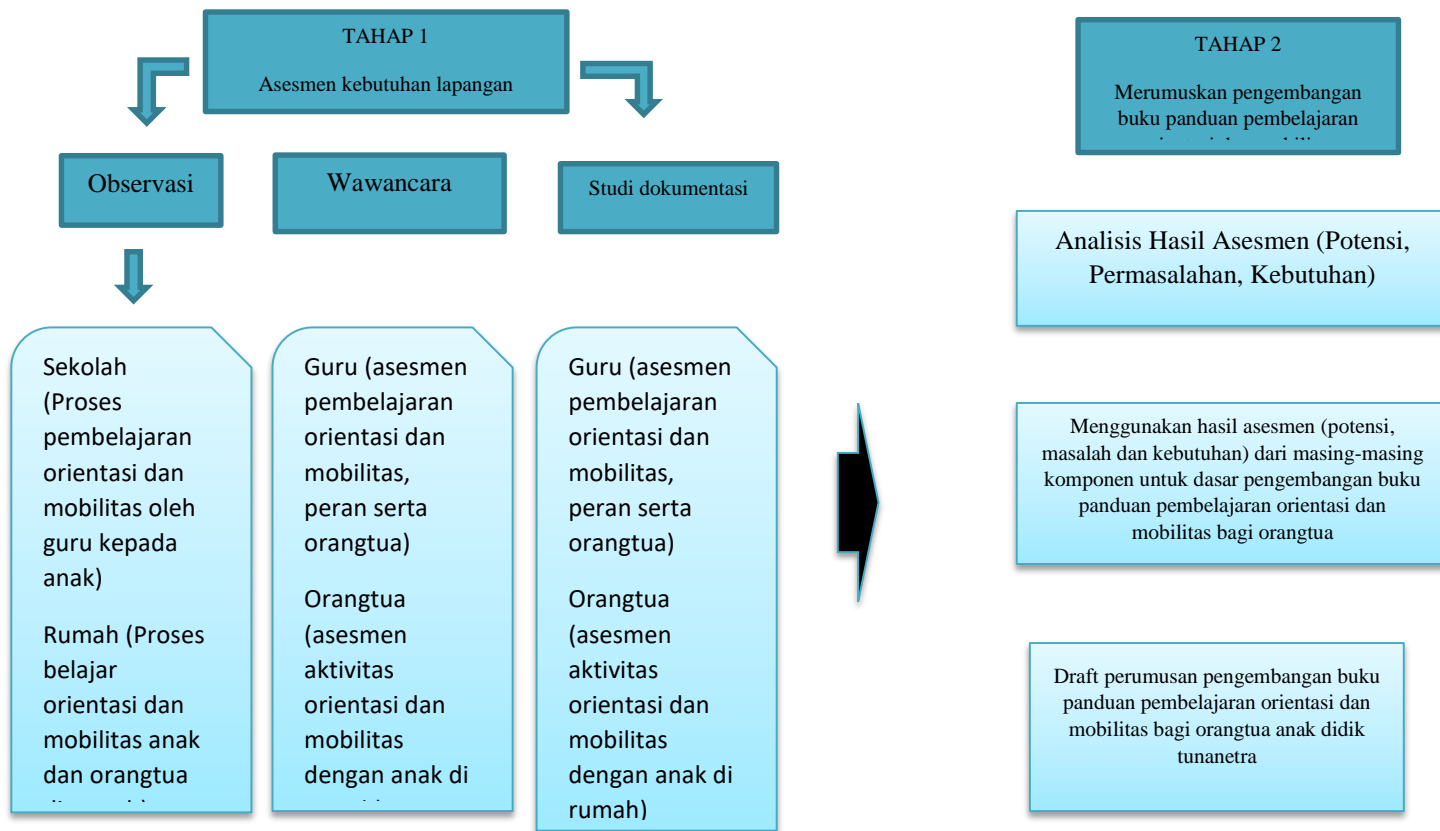 TAHAP 1
Asesmen kebutuhan lapangan
Observasi
Wawancara
Studi dokumentasi
Sekolah
(Proses
pembelajaran
orientasi dan
mobilitas oleh
guru kepada
anak)
Rumah (Proses
belajar
orientasi dan
mobilitas anak
dan orangtua
Guru (asesmen
pembelajaran
orientasi dan
mobilitas,
peran serta
orangtua)
Orangtua
(asesmen
aktivitas
orientasi dan
mobilitas
dengan anak di
Guru (asesmen
pembelajaran
orientasi dan
mobilitas,
peran serta
orangtua)
Orangtua
(asesmen
aktivitas
orientasi dan
mobilitas
dengan anak di
rumah)
TAHAP 2
Merumuskan pengembangan
buku panduan pembelajaran
Analisis Hasil Asesmen (Potensi,
Permasalahan, Kebutuhan)
Menggunakan hasil asesmen (potensi,
masalah dan kebutuhan) dari masing-masing
komponen untuk dasar pengembangan buku
panduan pembelajaran orientasi dan
mobilitas bagi orangtua
Draft perumusan pengembangan buku
panduan pembelajaran orientasi dan
mobilitas bagi orangtua anak didik
tunanetra